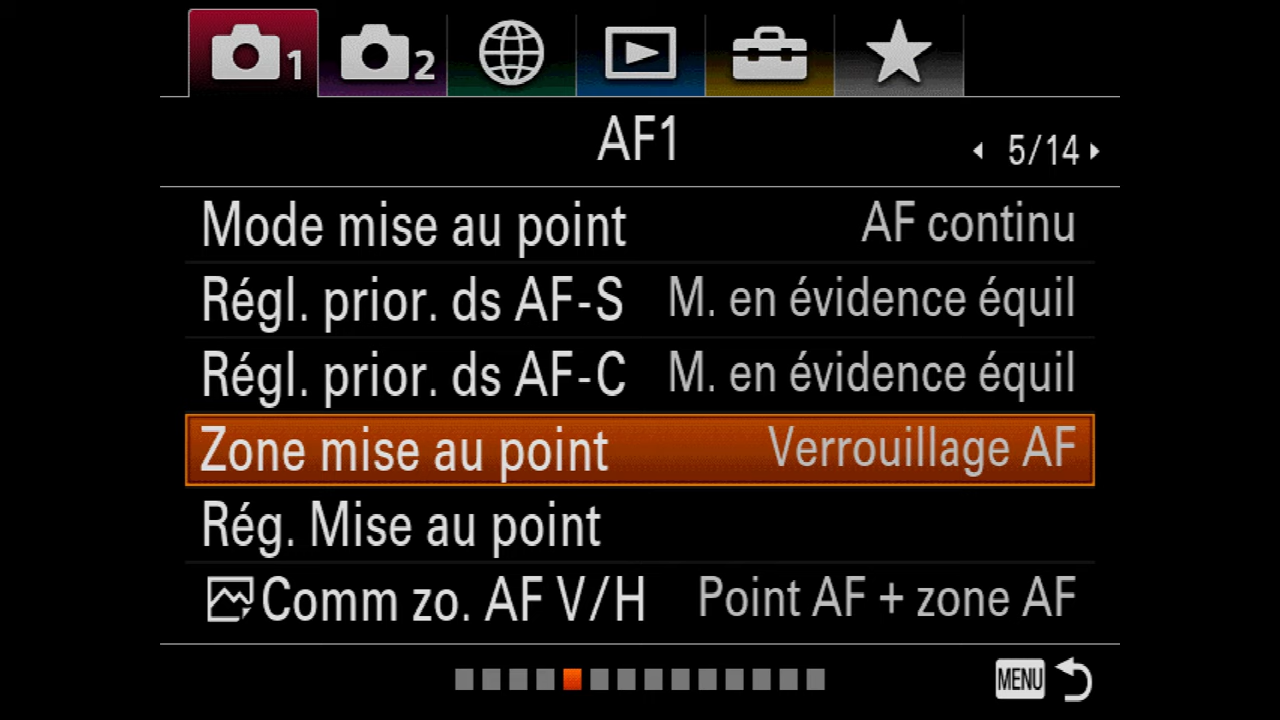 1 2
AF1
5/14
Mode mise au point AF continu
Régl. prior. ds AF-S M. en évidence équil
Régl. prior. ds AF-C M. en évidence équil
Zone mise au point Verrouillage AF
Rég. Mise au point
Comm zo. AF V/H Point AF + zone AF
MENU